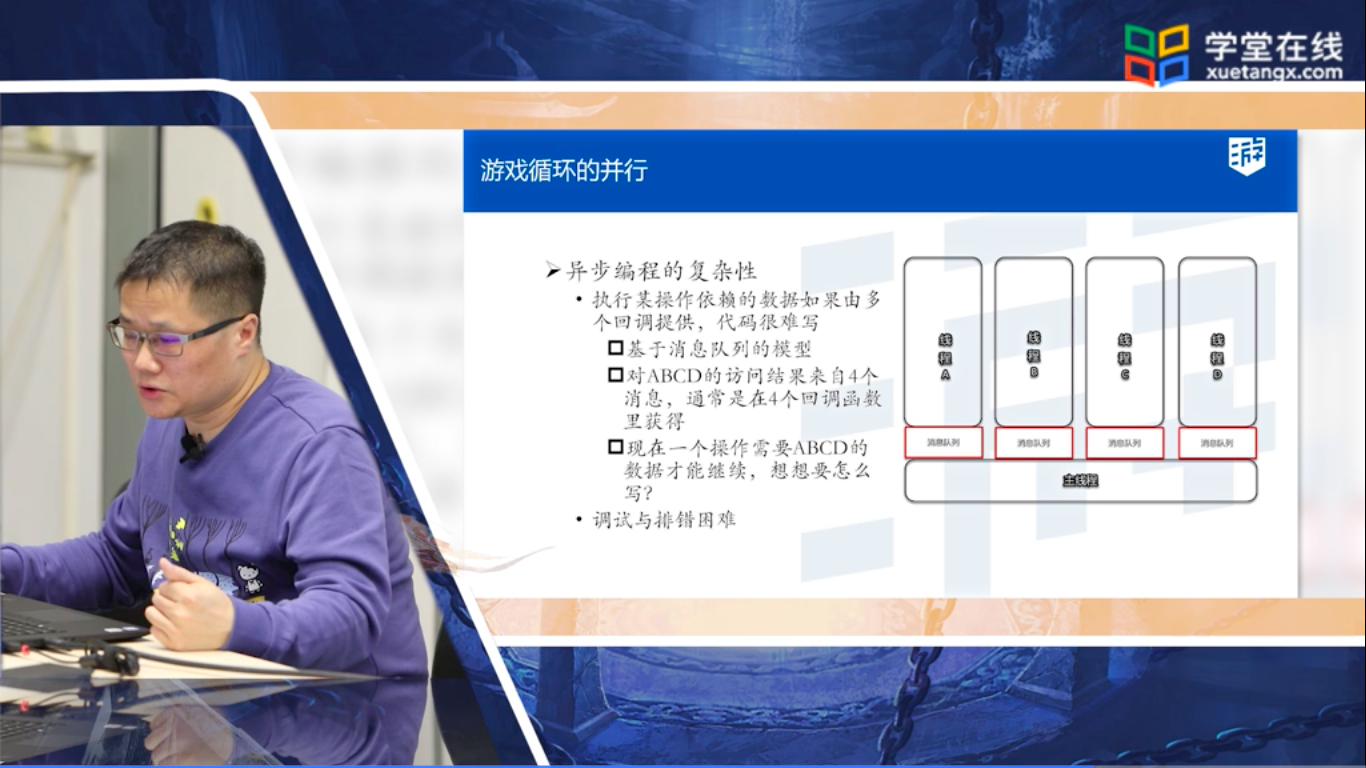 学堂在线
xuetangx.com
游戏循环的并行
异步编程的复杂性
执行某操作依赖的数据如果由多
个回调提供，代码很难写
基于消息队列的模型
对ABCD的访问结果来自4个
消息，通常是在4个回调函数
里获得
现在一个操作需要ABCD的
数据才能继续，想想要怎么
写？
调试与排错困难
线程A
线程B
线程C
线程D
消息队列
消息队列
消息队列
消息队列
主线程